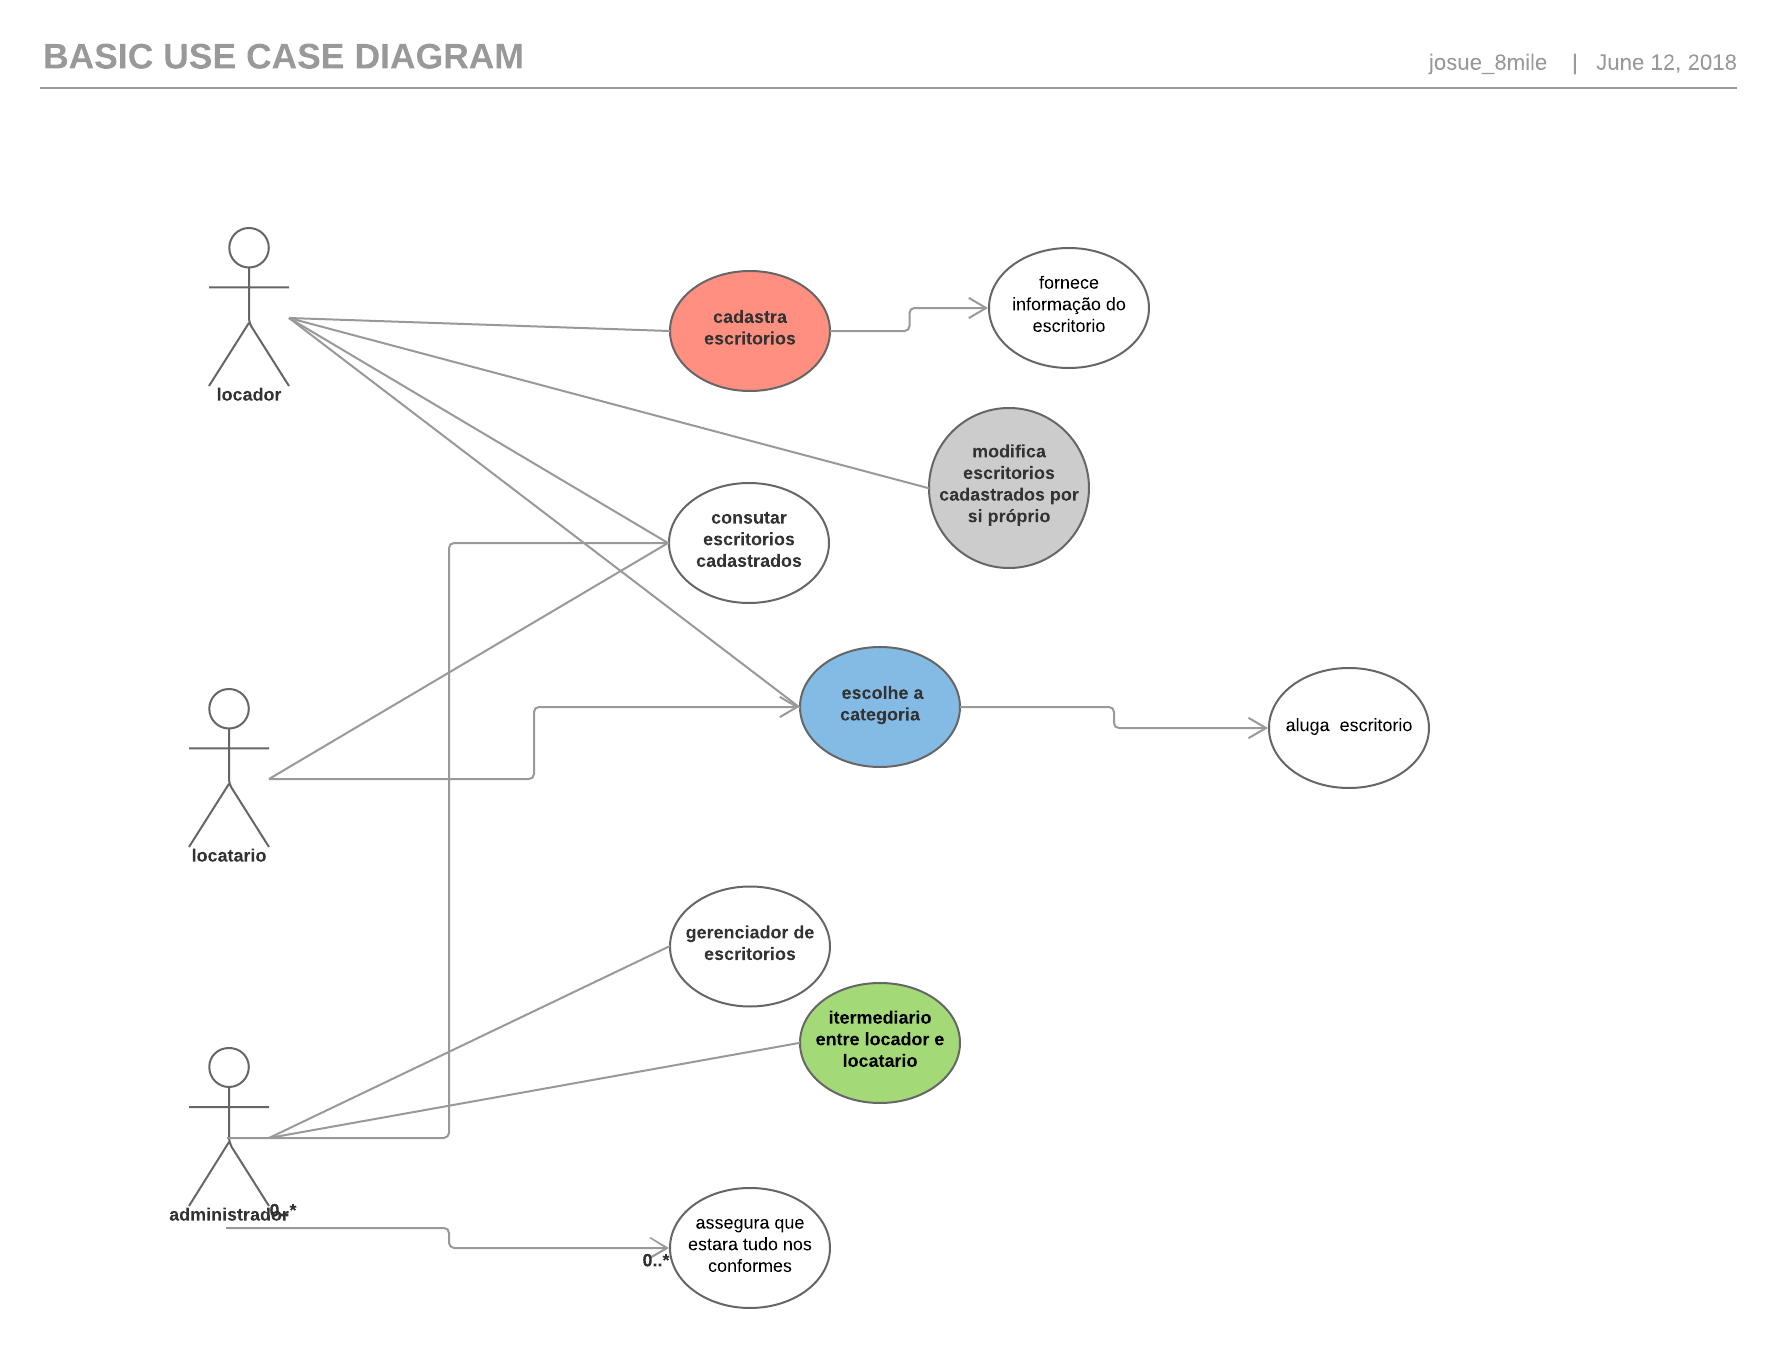 BASIC USE CASE DIAGRAM
josue_8mile | June 12, 2018
locador
cadastra
escritorios
fornece
informação do
escritorio
modifica
escritorios
cadastrados por
si próprio
consutar
escritorios
cadastrados
locatario
escolhe a
categoria
aluga escritorio
gerenciador de
escritorios
itermediario
entre locador e
locatario
administrador
0..*
0..*
assegura que
estara tudo nos
conformes